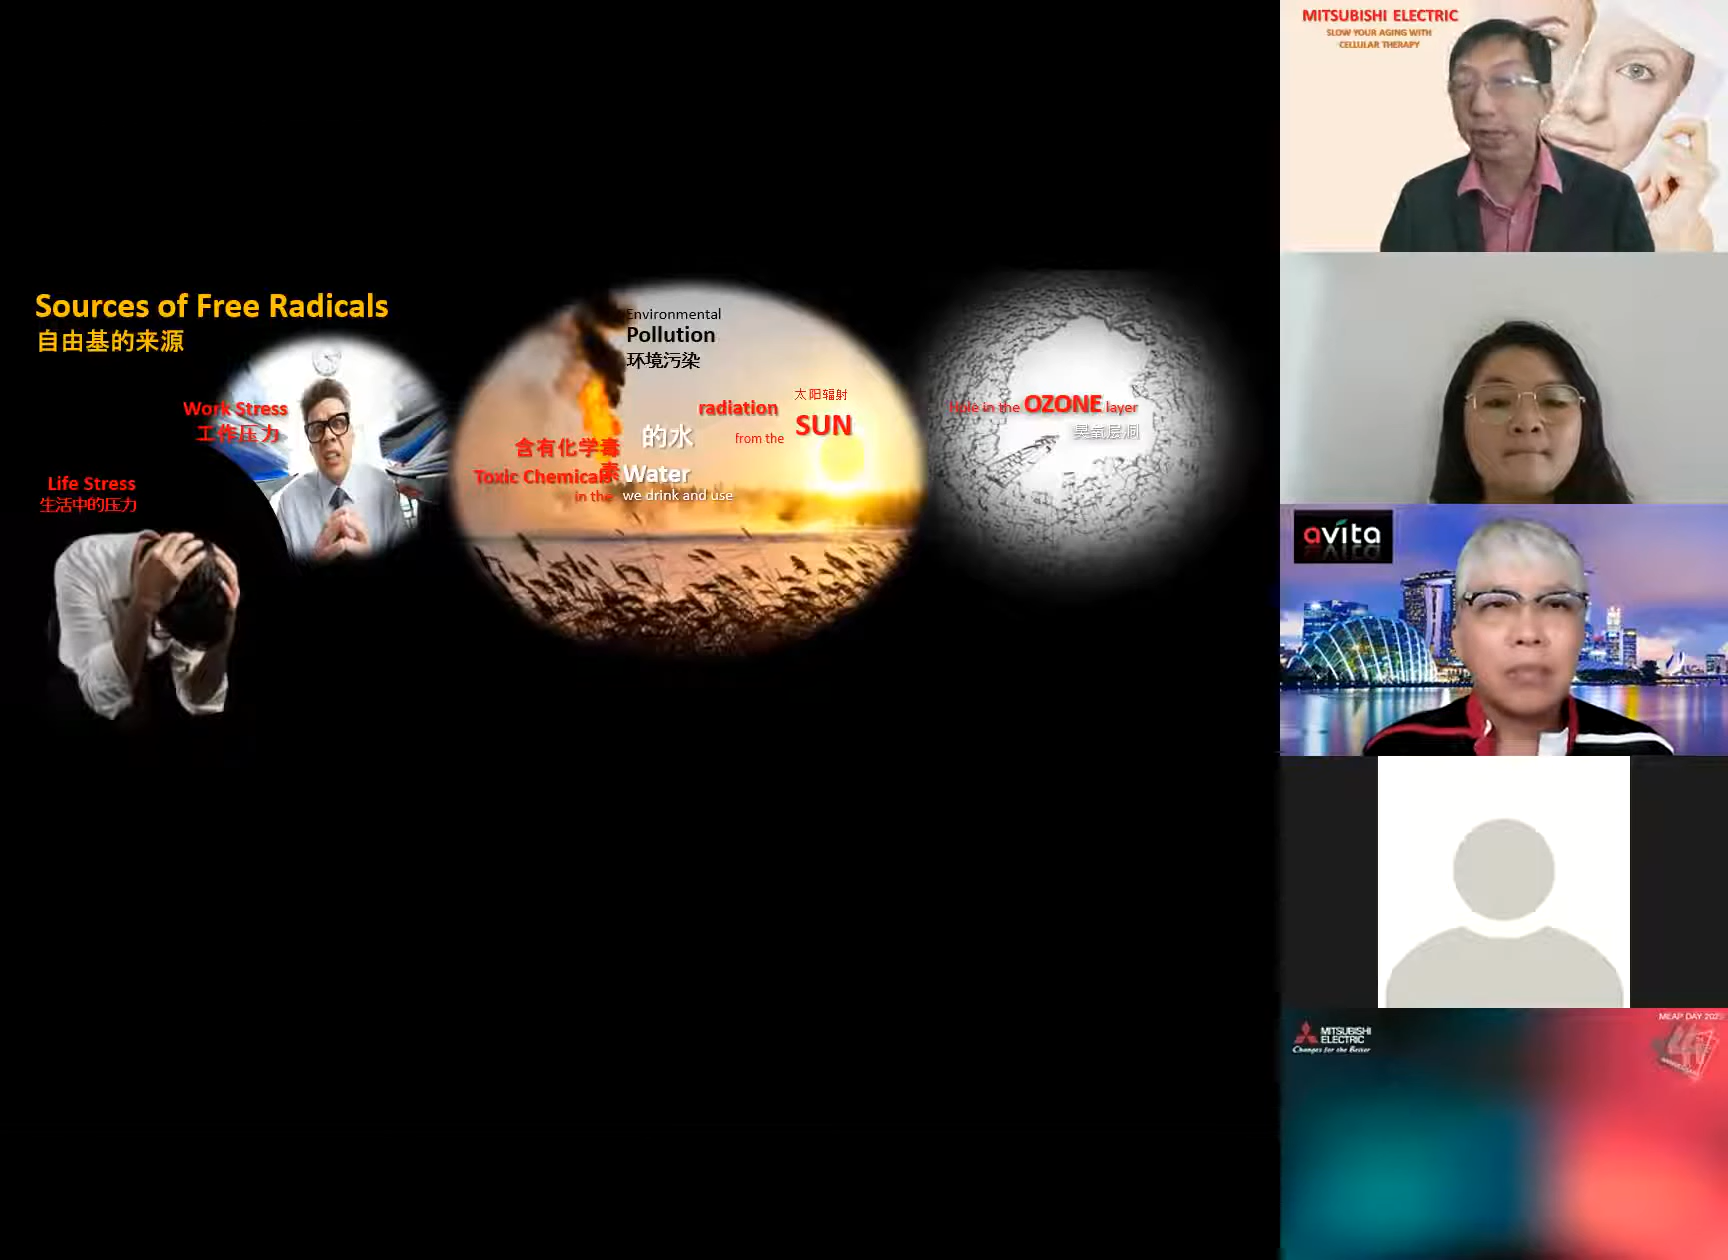 Sources of Free Radicals
自由基的来源
Work Stress
工作压力
Life Stress
生活中的压力
Environmental
Pollution
环境污染
太阳辐射
radiation
from the
SUN
含有化学毒素
的水
Toxic Chemicals
in the
Water
we drink and use
Hole in the OZONE layer
臭氧层洞
MITSUBISHI ELECTRIC
SLOW YOUR AGING WITH
CELLULAR THERAPY
avita
MITSUBISHI
ELECTRIC
Changes for the Better